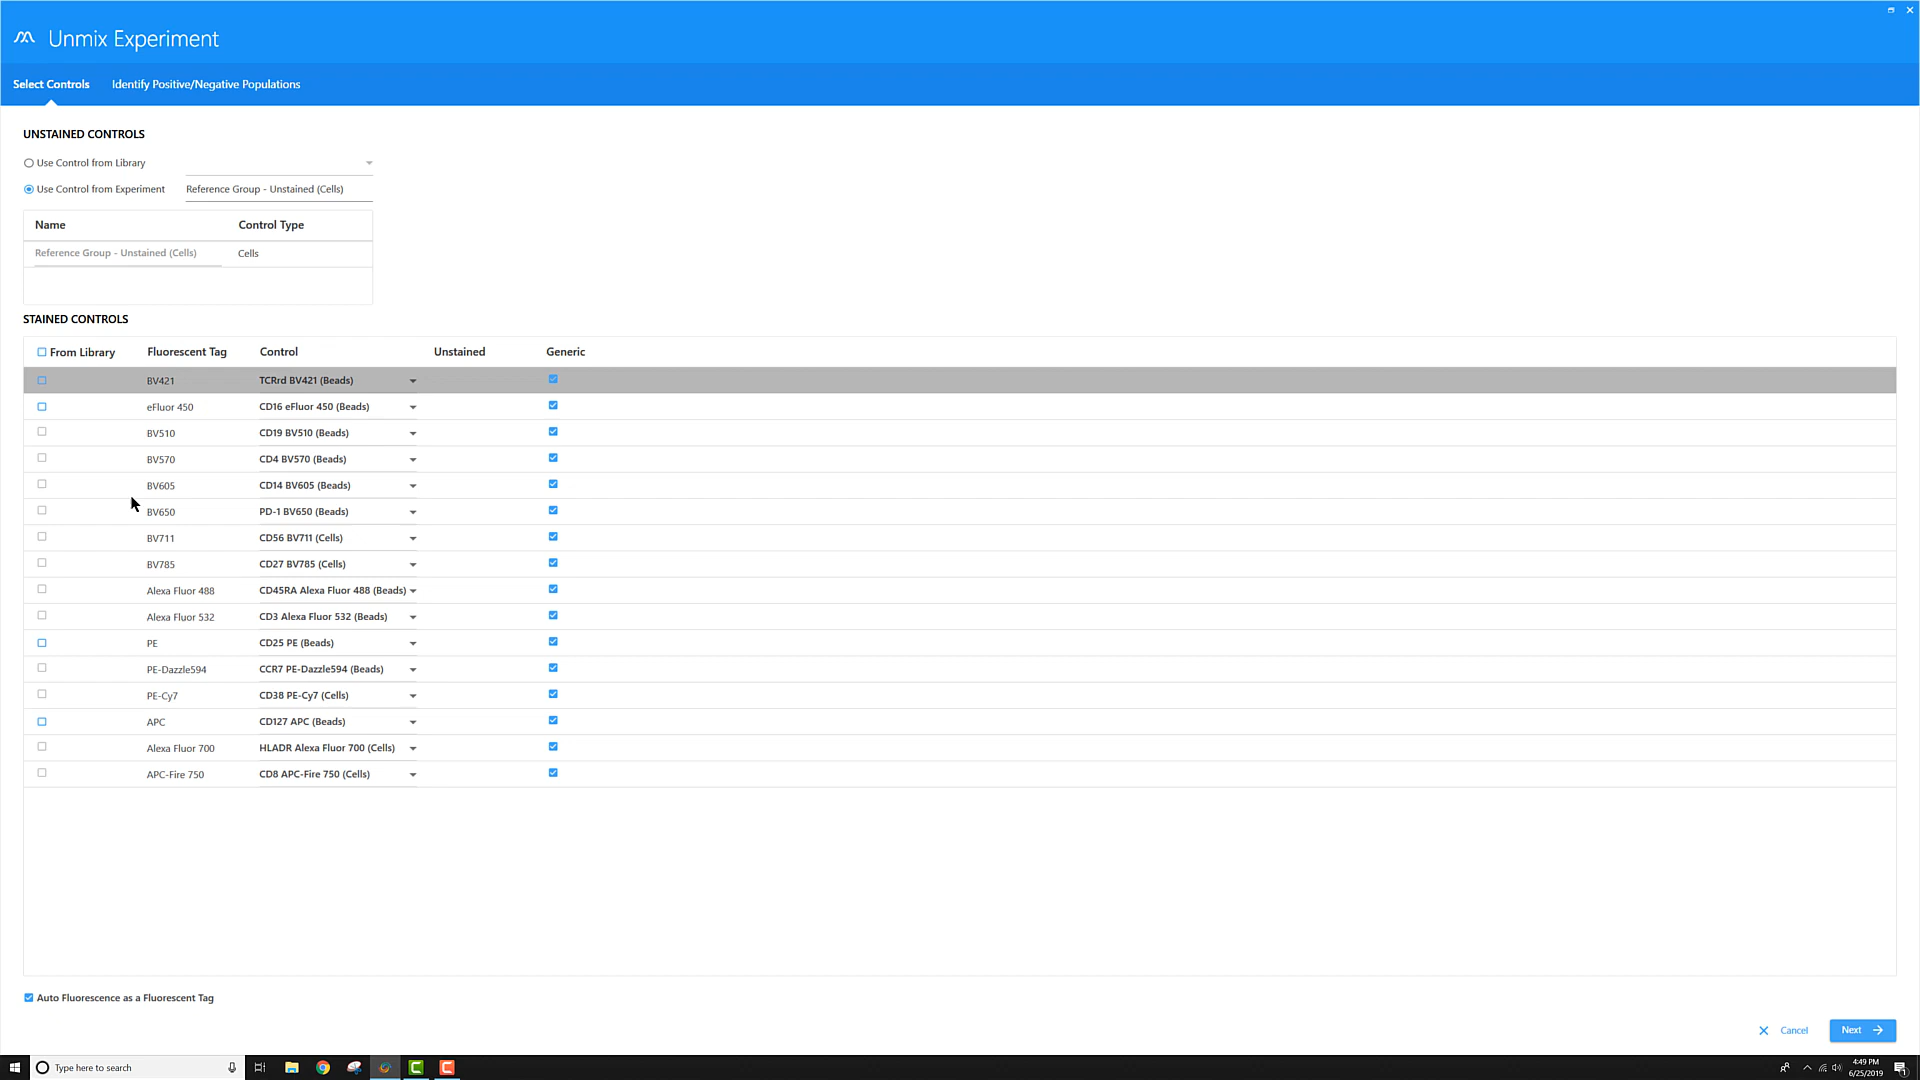 Unmix Experiment
Select Controls Identify Positive/Negative Populations
UNSTAINED CONTROLS
Use Control from Library
Use Control from Experiment Reference Group - Unstained (Cells)
Name Control Type
Reference Group - Unstained (Cells) Cells
STAINED CONTROLS
From Library Fluorescent Tag Control Unstained Generic
BV421 TCRrd BV421 (Beads)
eFluor 450 CD16 eFluor 450 (Beads)
BV510 CD19 BV510 (Beads)
BV570 CD4 BV570 (Beads)
BV605 CD14 BV605 (Beads)
BV650 PD-1 BV650 (Beads)
BV711 CD56 BV711 (Cells)
BV785 CD27 BV785 (Cells)
Alexa Fluor 488 CD45RA Alexa Fluor 488 (Beads)
Alexa Fluor 532 CD3 Alexa Fluor 532 (Beads)
PE CD25 PE (Beads)
PE-Dazzle594 CCR7 PE-Dazzle594 (Beads)
PE-Cy7 CD38 PE-Cy7 (Cells)
APC CD127 APC (Beads)
Alexa Fluor 700 HLADR Alexa Fluor 700 (Cells)
APC-Fire 750 CD8 APC-Fire 750 (Cells)
Auto Fluorescence as a Fluorescent Tag
Cancel Next
Type here to search
4:49 PM
6/25/2019